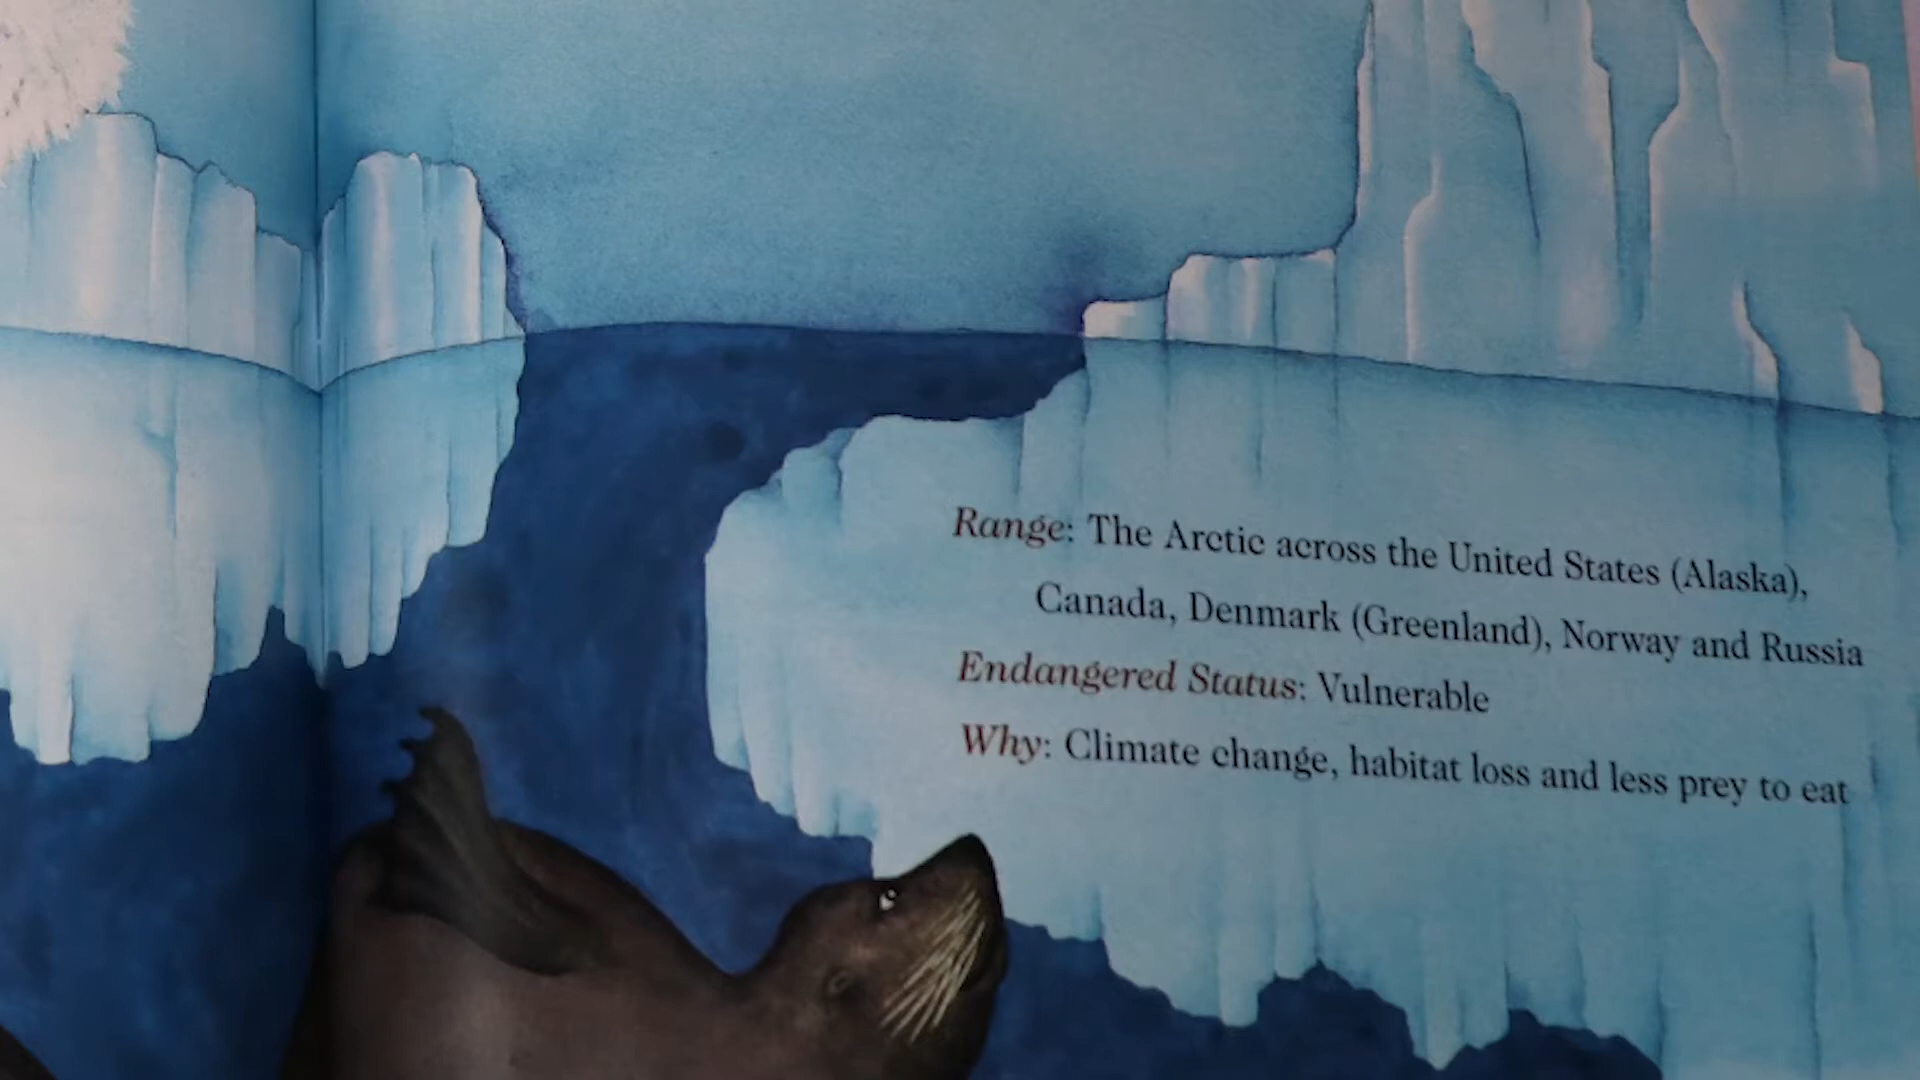 Range: The Arctic across the United States (Alaska),
Canada, Denmark (Greenland), Norway and Russia
Endangered Status: Vulnerable
Why: Climate change, habitat loss and less prey to eat